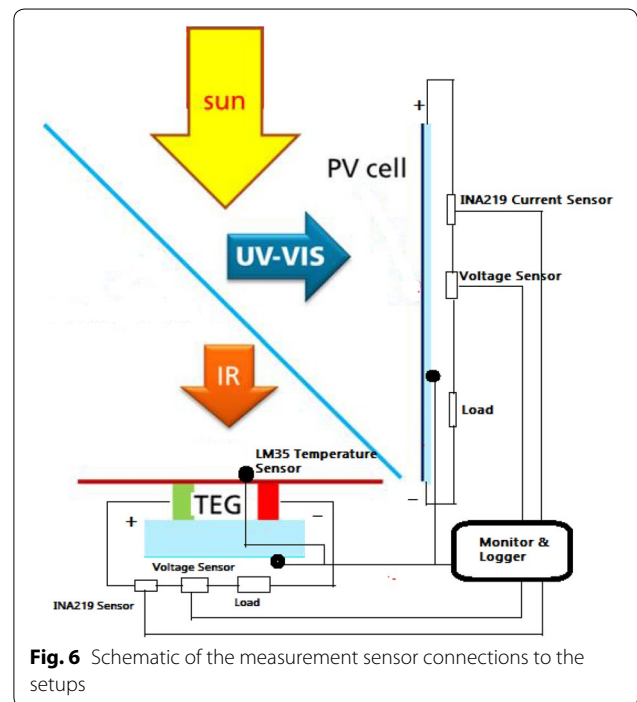 sun
+
PV cell
INA219 Current Sensor
UV-VIS
Voltage Sensor
IR
Load
LM35 Temperature
Sensor
TEG
+
−
−
Monitor &
Logger
Voltage Sensor
INA219 Sensor
Load
Fig. 6 Schematic of the measurement sensor connections to the
setups